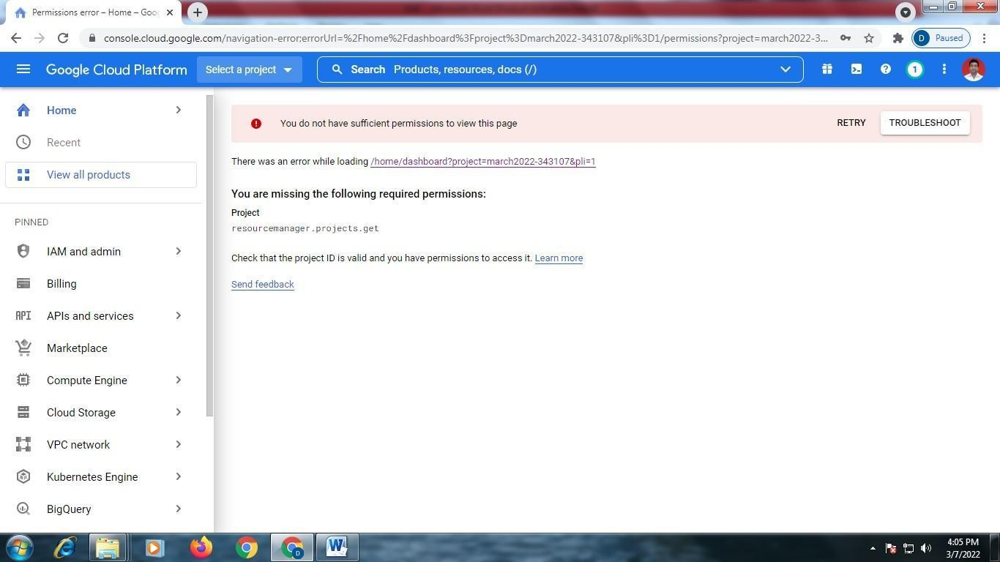 Permissions error – Home – Goo
console.cloud.google.com/navigation-error;errorUrl=%2Fhome%2Fdashboard%3Fproject%3Dmarch2022-343107&pli%3D1/permissions?project=march2022-3...
D Paused
Google Cloud Platform
Select a project
Search Products, resources, docs (/)
1
Home
Recent
View all products
PINNED
IAM and admin
Billing
API APIs and services
Marketplace
Compute Engine
Cloud Storage
VPC network
Kubernetes Engine
BigQuery
You do not have sufficient permissions to view this page
RETRY
TROUBLESHOOT
There was an error while loading /home/dashboard?project=march2022-343107&pli=1
You are missing the following required permissions:
Project
resourcemanager.projects.get
Check that the project ID is valid and you have permissions to access it. Learn more
Send feedback
D
W
4:05 PM
3/7/2022